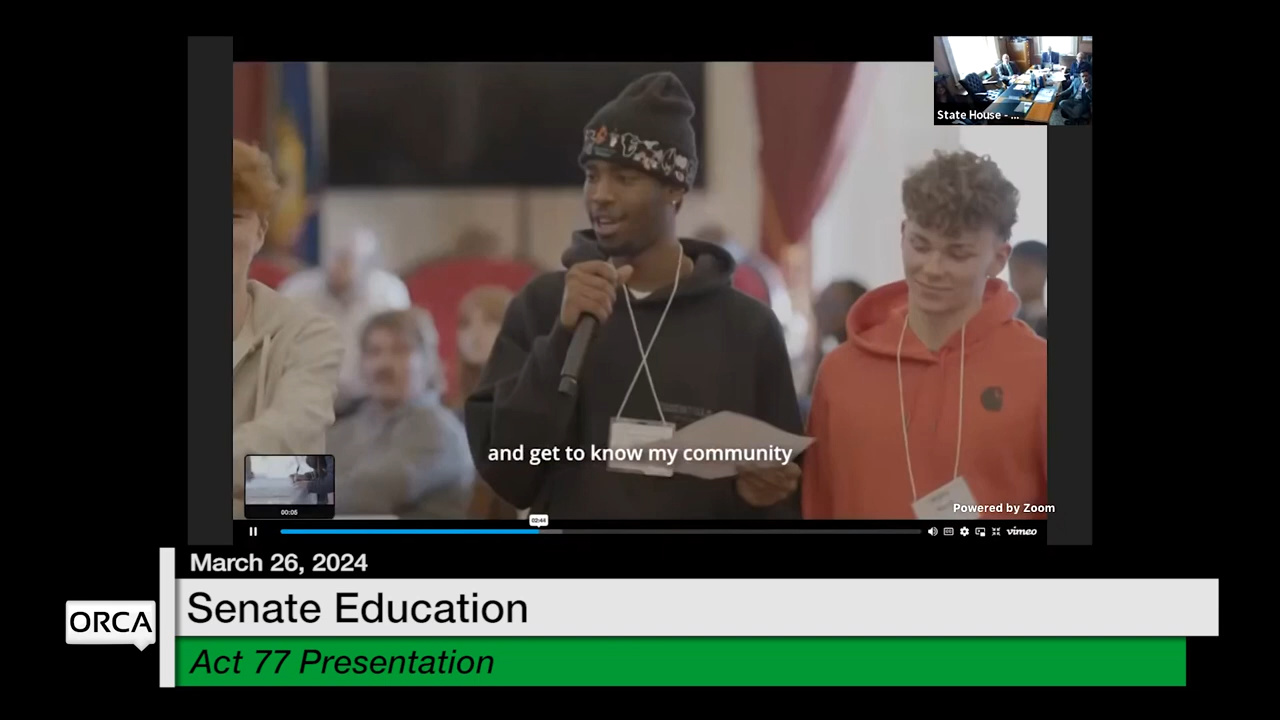 State House - ...
and get to know my community
00:05
Powered by Zoom
02:44
vimeo
March 26, 2024
Senate Education
ORCA
Act 77 Presentation